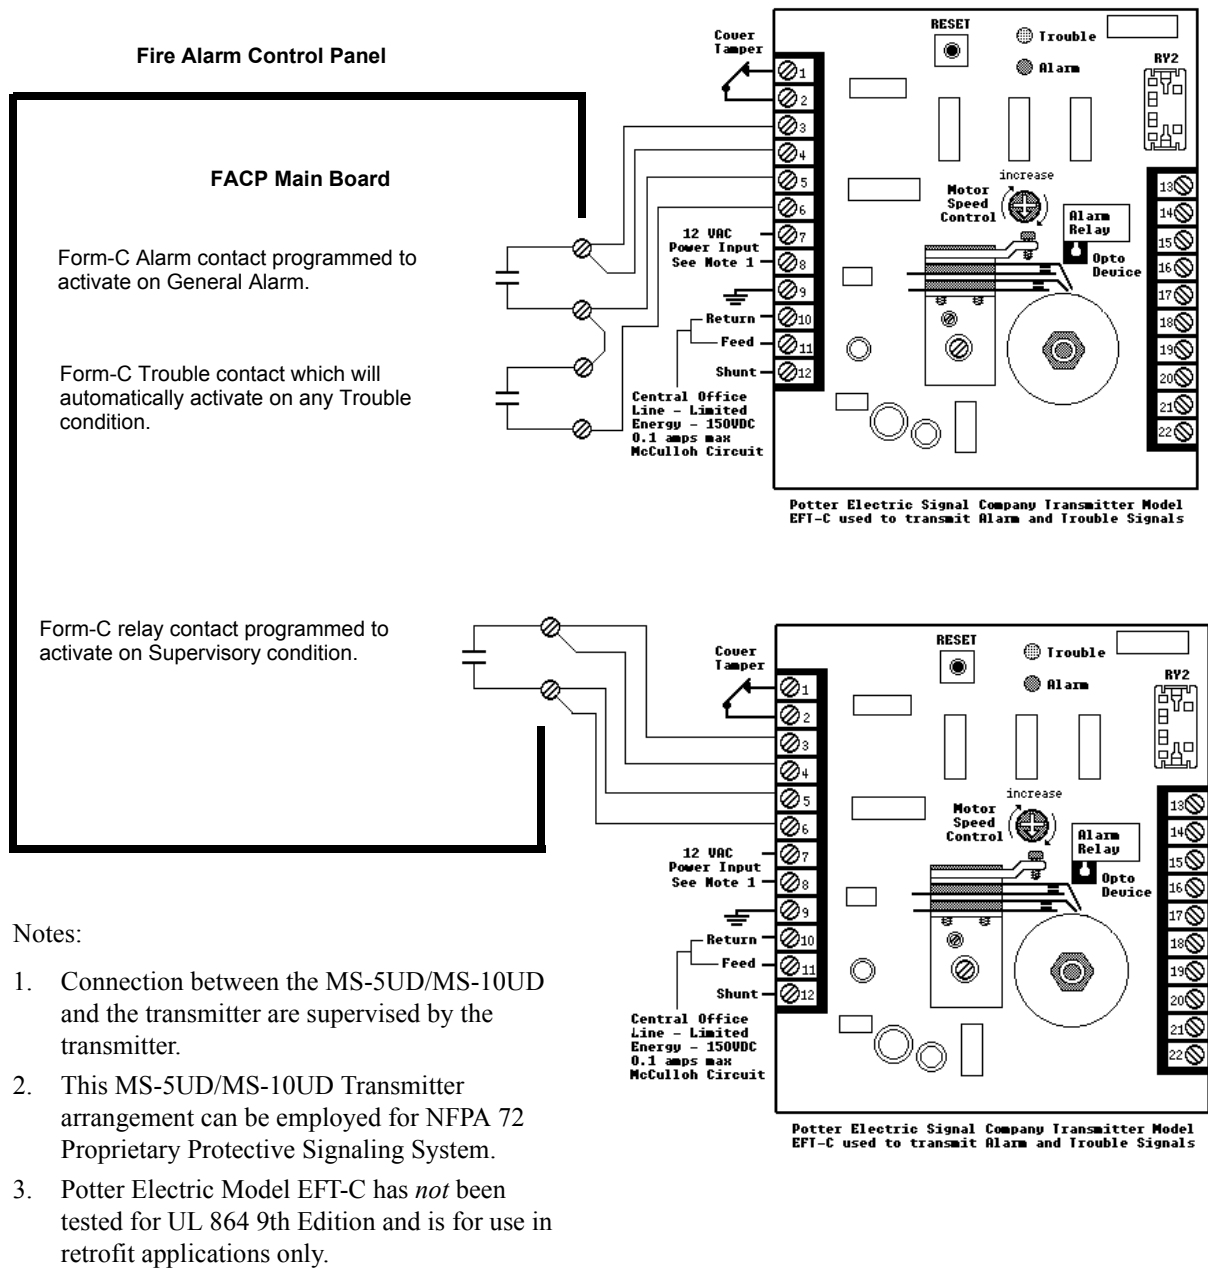 Fire Alarm Control Panel
FACP Main Board
Form-C Alarm contact programmed to
activate on General Alarm.
Form-C Trouble contact which will
automatically activate on any Trouble
condition.
Cover
Tamper
1
2
3
4
5
6
12 VAC
Power Input
See Note 1
7
8
9
Return
10
Feed
11
Shunt
12
Central Office
Line - Limited
Energy - 150VDC
0.1 amps max
McCulloh Circuit
RESET
Trouble
Alarm
RY2
increase
Motor
Speed
Control
Alarm
Relay
Opto
Device
13
14
15
16
17
18
19
20
21
22
Potter Electric Signal Company Transmitter Model
EFT-C used to transmit Alarm and Trouble Signals
Form-C relay contact programmed to
activate on Supervisory condition.
Cover
Tamper
1
2
3
4
5
6
12 VAC
Power Input
See Note 1
7
8
9
Return
10
Feed
11
Shunt
12
Central Office
Line - Limited
Energy - 150VDC
0.1 amps max
McCulloh Circuit
RESET
Trouble
Alarm
RY2
increase
Motor
Speed
Control
Alarm
Relay
Opto
Device
13
14
15
16
17
18
19
20
21
22
Potter Electric Signal Company Transmitter Model
EFT-C used to transmit Alarm and Trouble Signals
Notes:
1. Connection between the MS-5UD/MS-10UD
and the transmitter are supervised by the
transmitter.
2. This MS-5UD/MS-10UD Transmitter
arrangement can be employed for NFPA 72
Proprietary Protective Signaling System.
3. Potter Electric Model EFT-C has not been
tested for UL 864 9th Edition and is for use in
retrofit applications only.